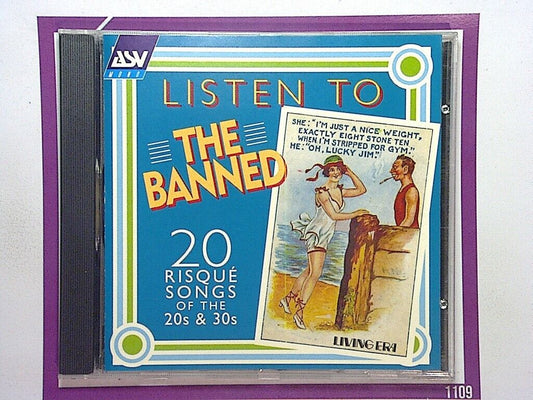 ASV
MONO
LISTEN TO
THE
BANNED
20
RISQUÉ
SONGS
OF THE
20s & 30s
SHE: "I'M JUST A NICE WEIGHT,
EXACTLY EIGHT STONE TEN
WHEN I'M STRIPPED FOR GYM."
HE: "OH, LUCKY JIM."
LIVING ERA
1109